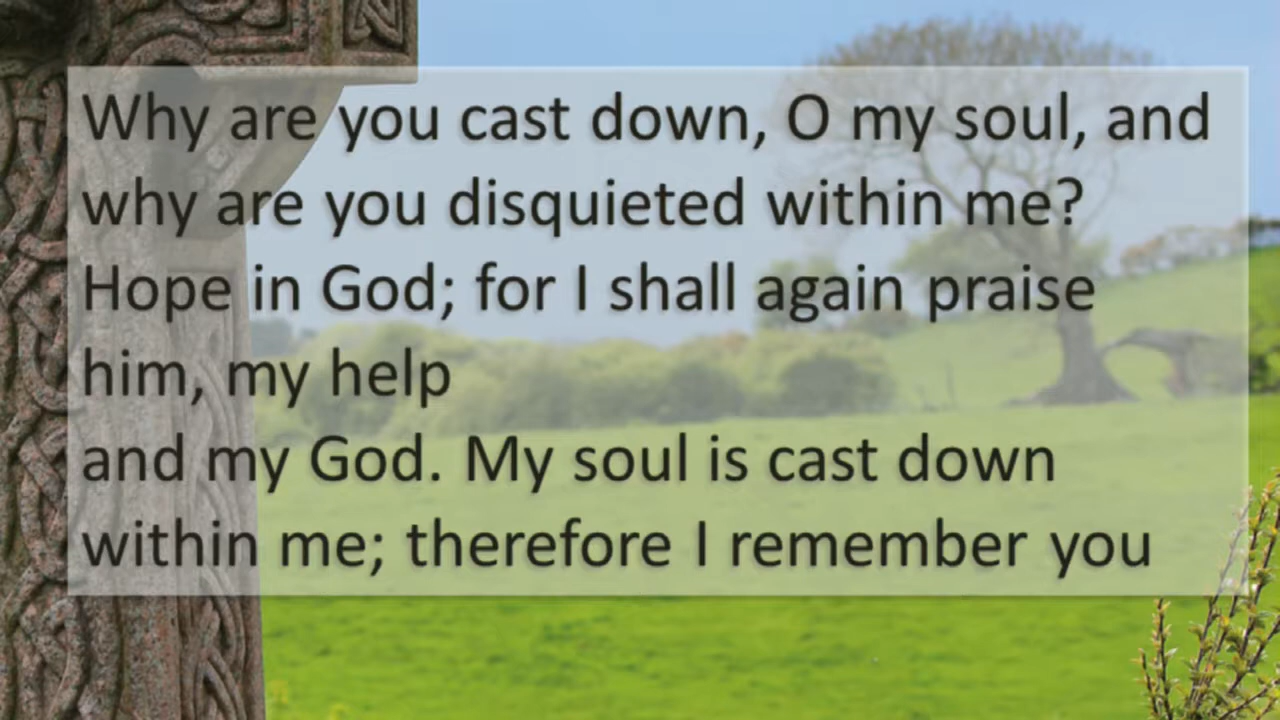 Why are you cast down, O my soul, and
why are you disquieted within me?
Hope in God; for I shall again praise
him, my help
and my God. My soul is cast down
within me; therefore I remember you